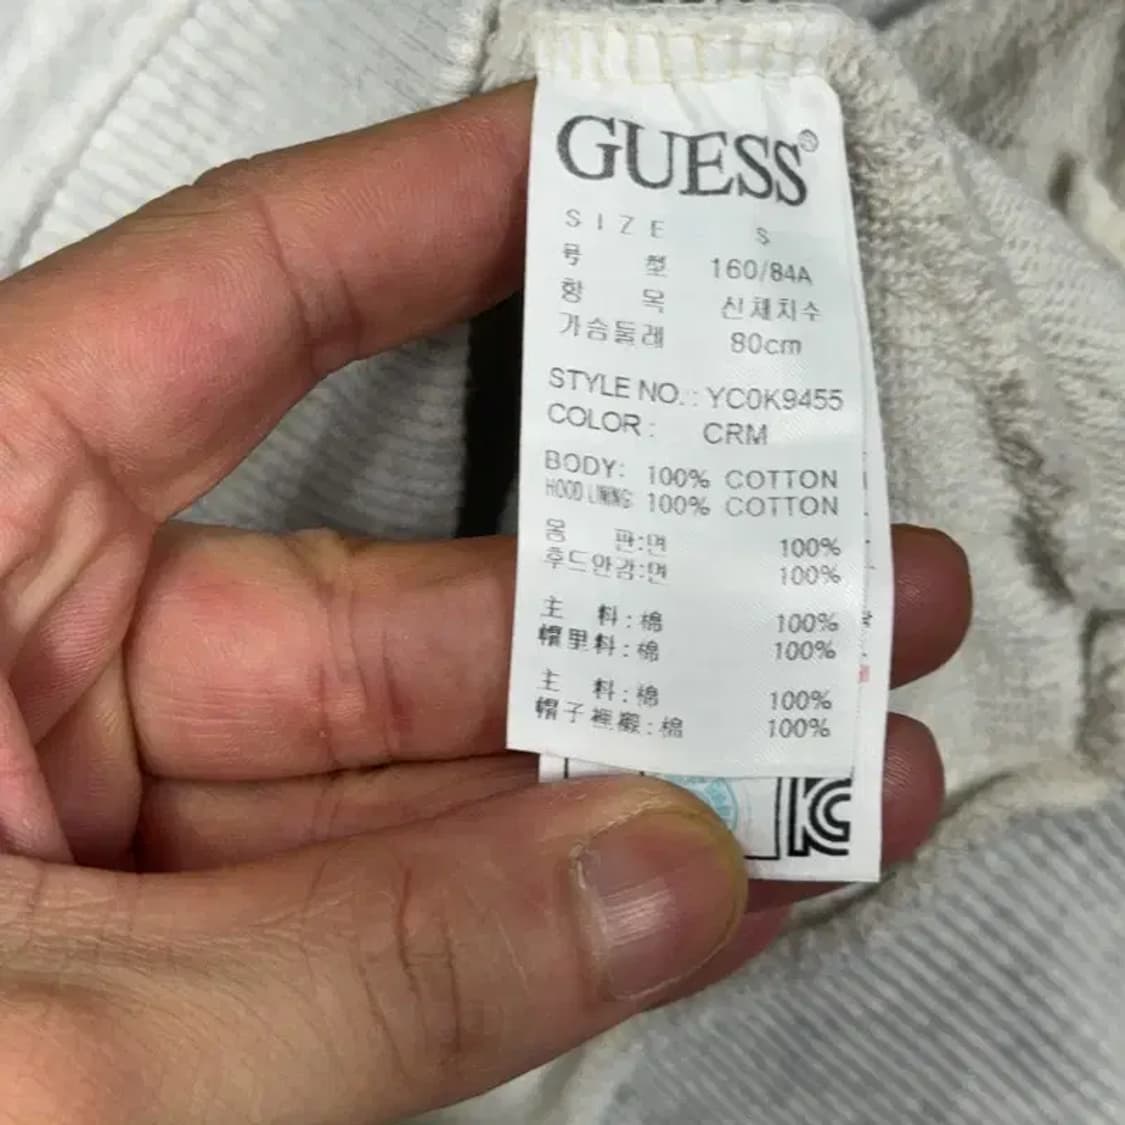 GUESS®
SIZE S
号 型 160/84A
항 목 신체치수
가슴둘레 80cm
STYLE NO. : YC0K9455
COLOR : CRM
BODY: 100% COTTON
HOOD LINING: 100% COTTON
몸 판:면 100%
후드안감:면 100%
主 料:棉 100%
帽里料:棉 100%
主 料:棉 100%
帽子裡襯:棉 100%